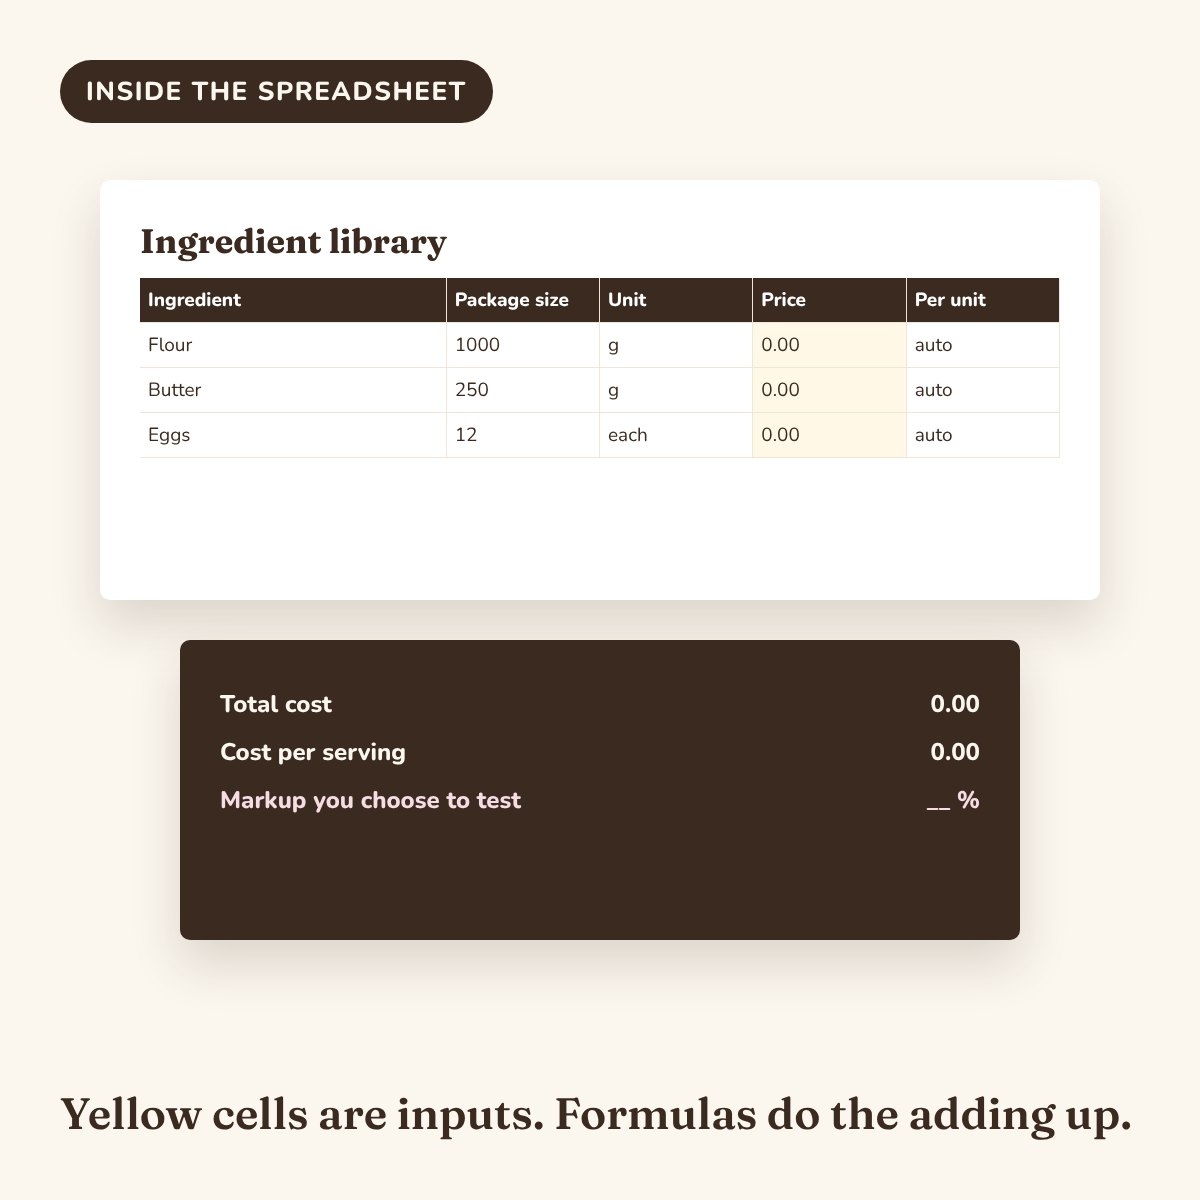 INSIDE THE SPREADSHEET
Ingredient library
Ingredient Package size Unit Price Per unit
Flour 1000 g 0.00 auto
Butter 250 g 0.00 auto
Eggs 12 each 0.00 auto
Total cost 0.00
Cost per serving 0.00
Markup you choose to test __ %
Yellow cells are inputs. Formulas do the adding up.